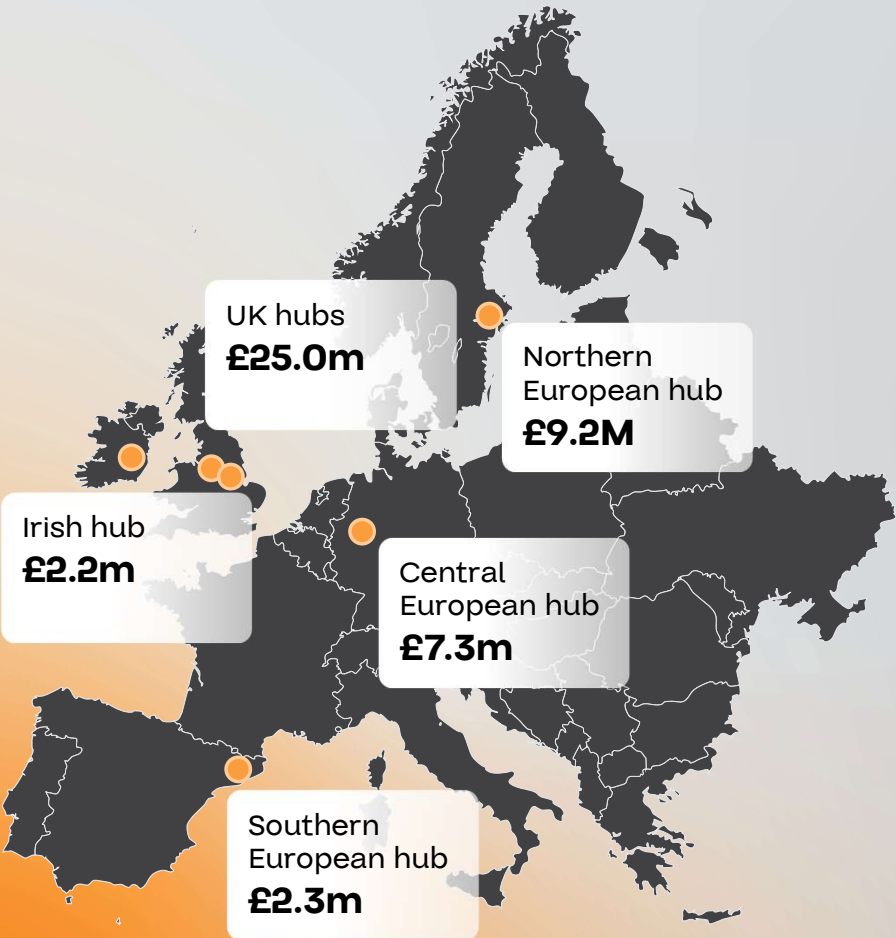 UK hubs
£25.0m
Northern
European hub
£9.2M
Irish hub
£2.2m
Central
European hub
£7.3m
Southern
European hub
£2.3m